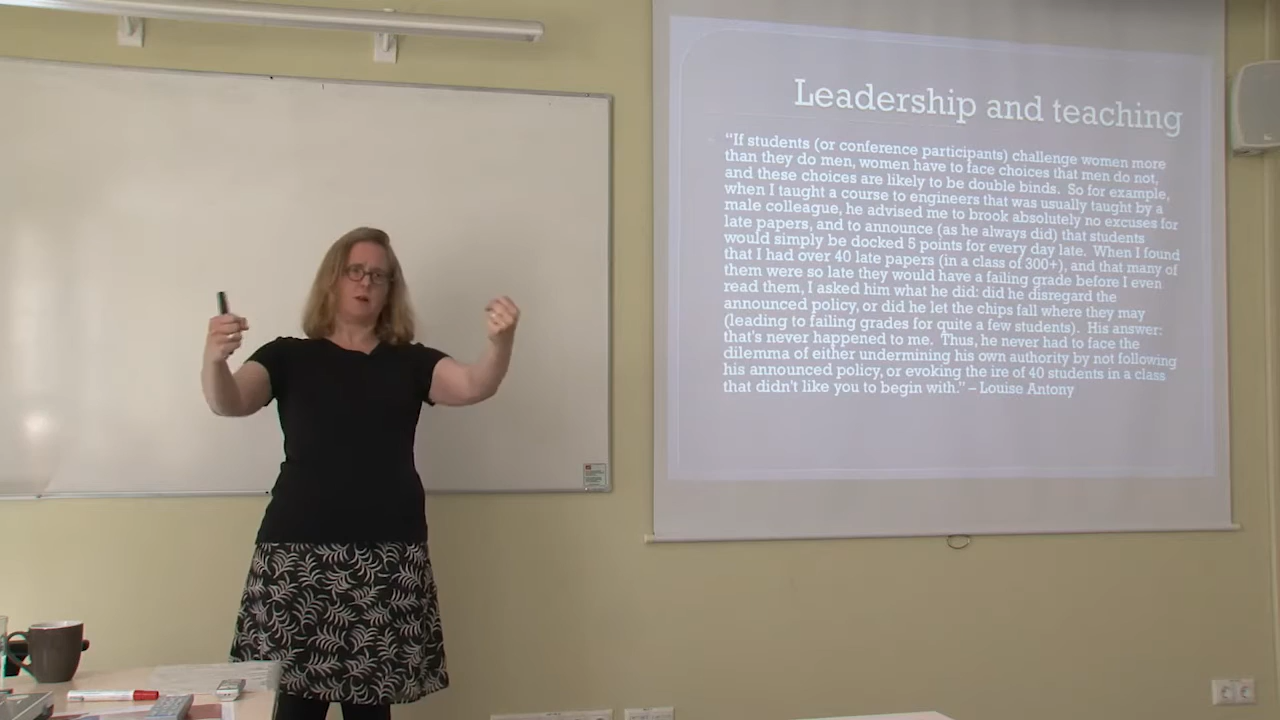 Leadership and teaching
“If students (or conference participants) challenge women more
than they do men, women have to face choices that men do not,
and these choices are likely to be double binds. So for example,
when I taught a course to engineers that was usually taught by a
male colleague, he advised me to brook absolutely no excuses for
late papers, and to announce (as he always did) that students
would simply be docked 5 points for every day late. When I found
that I had over 40 late papers (in a class of 300+), and that many of
them were so late they would have a failing grade before I even
read them, I asked him what he did: did he disregard the
announced policy, or did he let the chips fall where they may
(leading to failing grades for quite a few students). His answer:
that's never happened to me. Thus, he never had to face the
dilemma of either undermining his own authority by not following
his announced policy, or evoking the ire of 40 students in a class
that didn't like you to begin with.” – Louise Antony